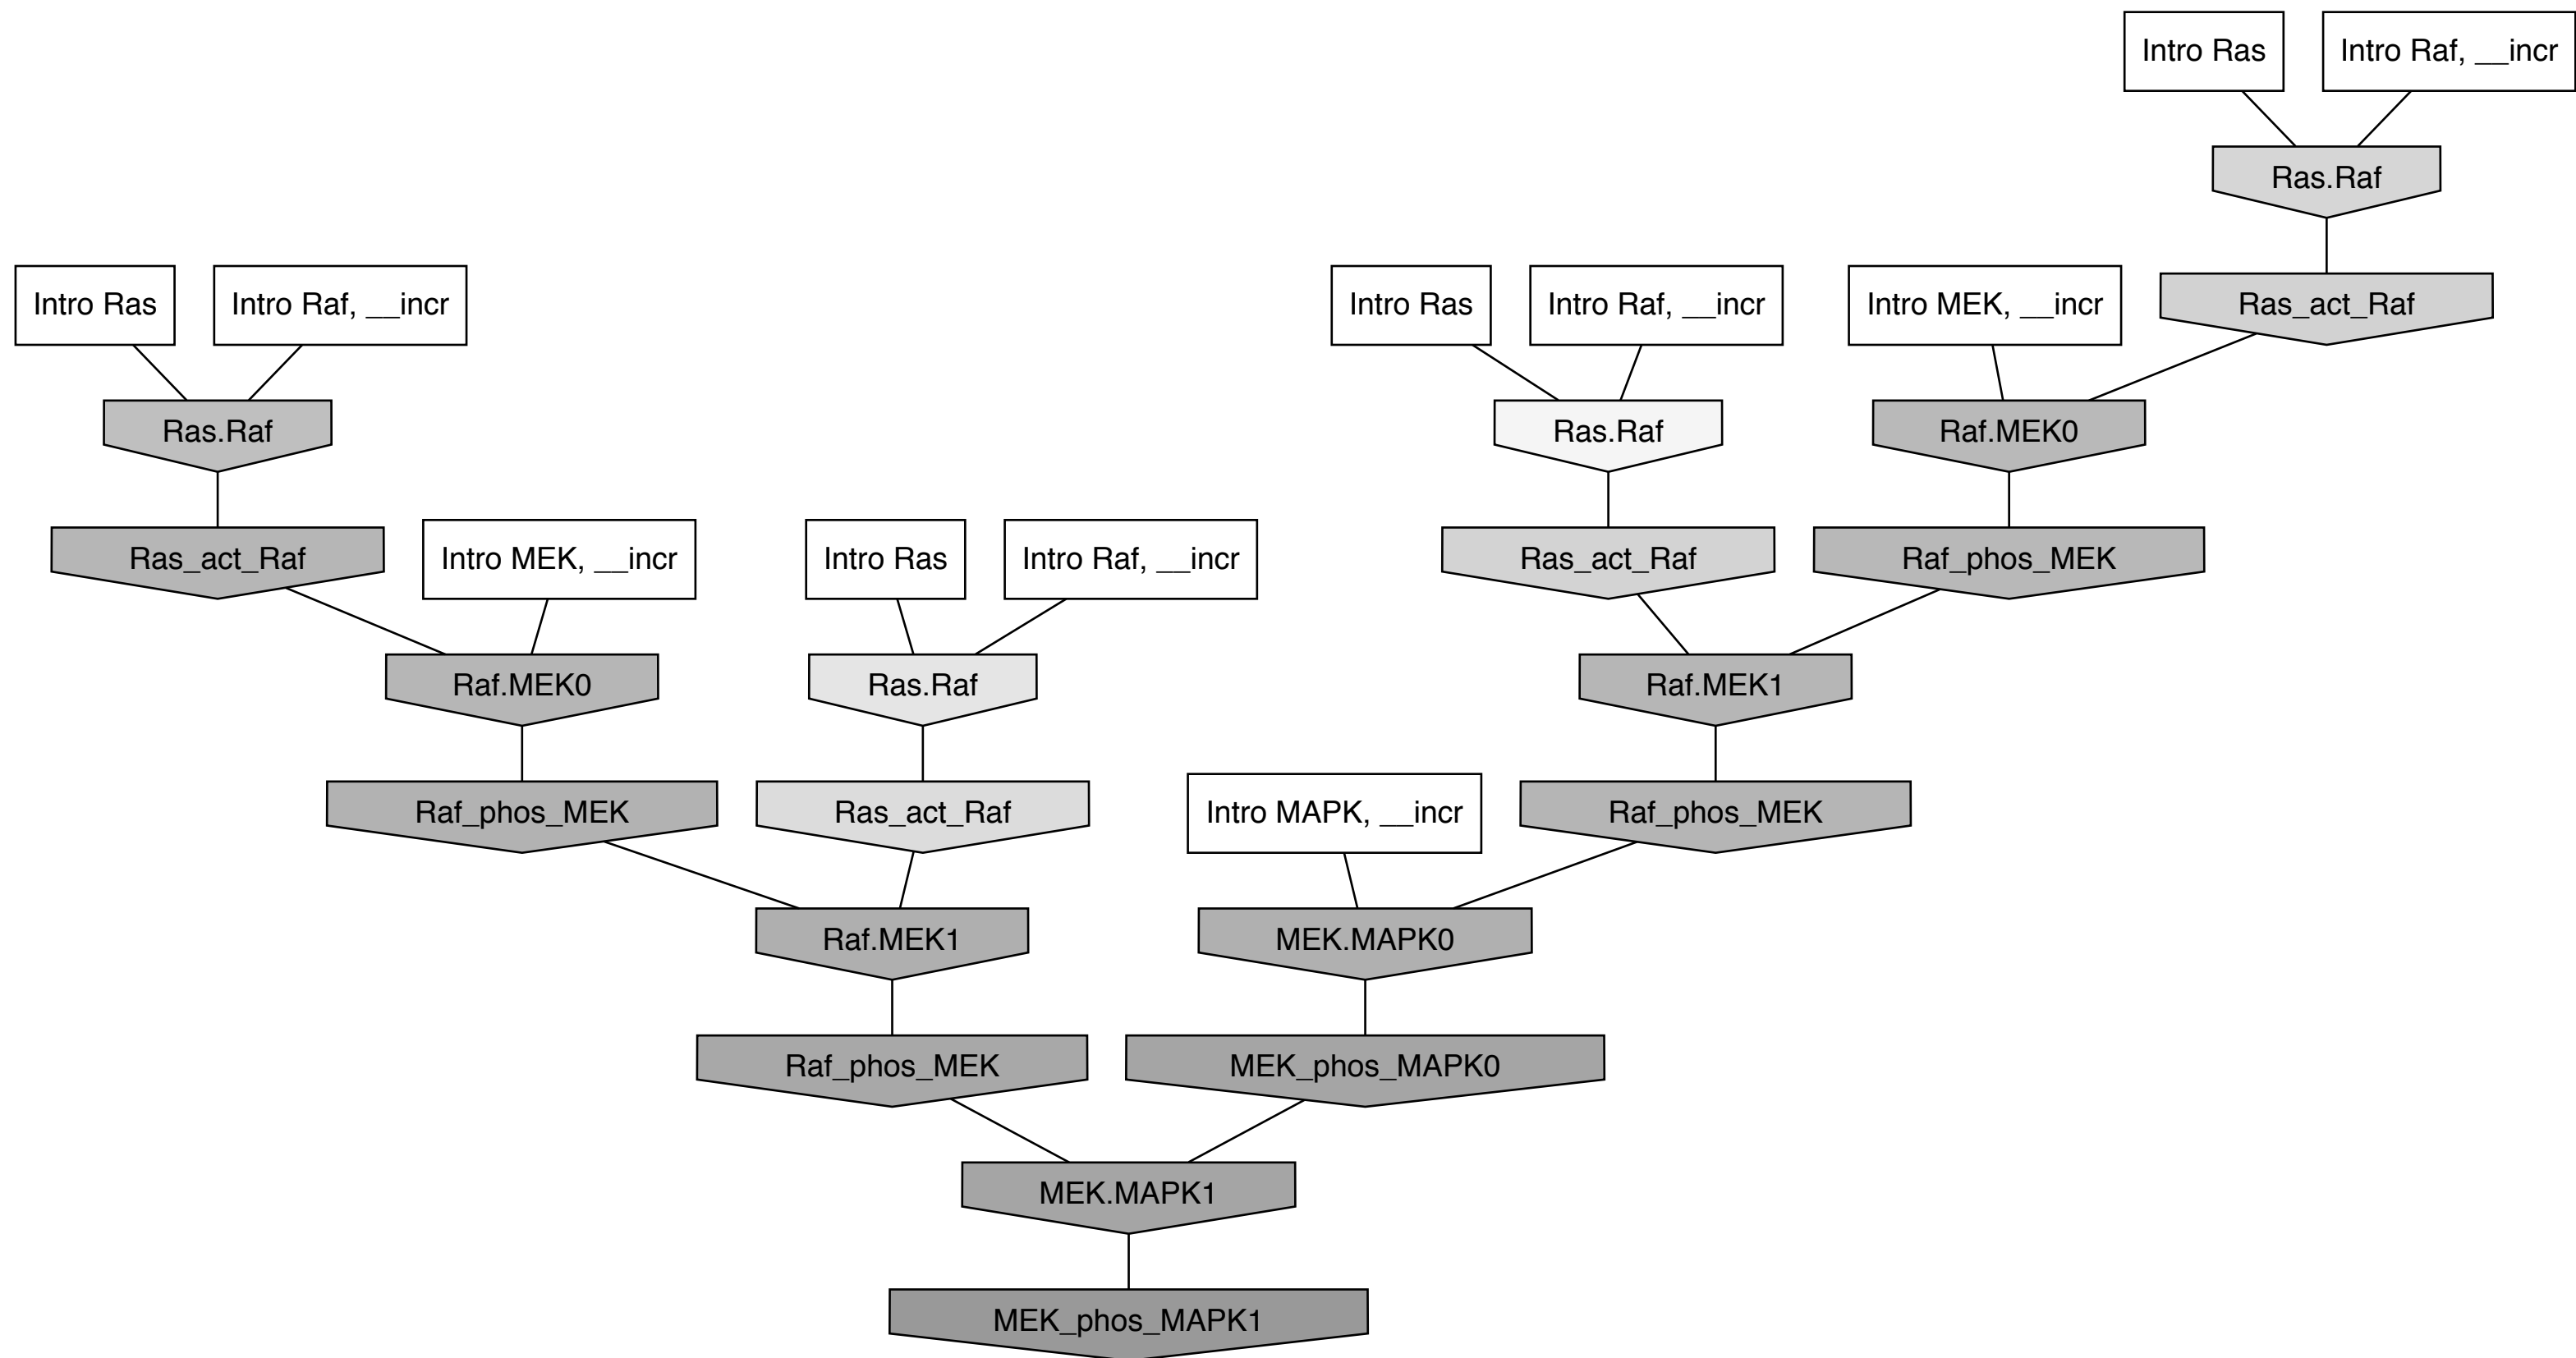 Intro Ras
Intro Raf, __incr
Ras.Raf
Intro Ras
Intro Raf, __incr
Intro Ras
Intro Raf, __incr
Intro MEK, __incr
Ras_act_Raf
Ras.Raf
Ras.Raf
Raf.MEK0
Ras_act_Raf
Intro MEK, __incr
Intro Ras
Intro Raf, __incr
Ras_act_Raf
Raf_phos_MEK
Raf.MEK0
Ras.Raf
Raf.MEK1
Raf_phos_MEK
Ras_act_Raf
Intro MAPK, __incr
Raf_phos_MEK
Raf.MEK1
MEK.MAPK0
Raf_phos_MEK
MEK_phos_MAPK0
MEK.MAPK1
MEK_phos_MAPK1